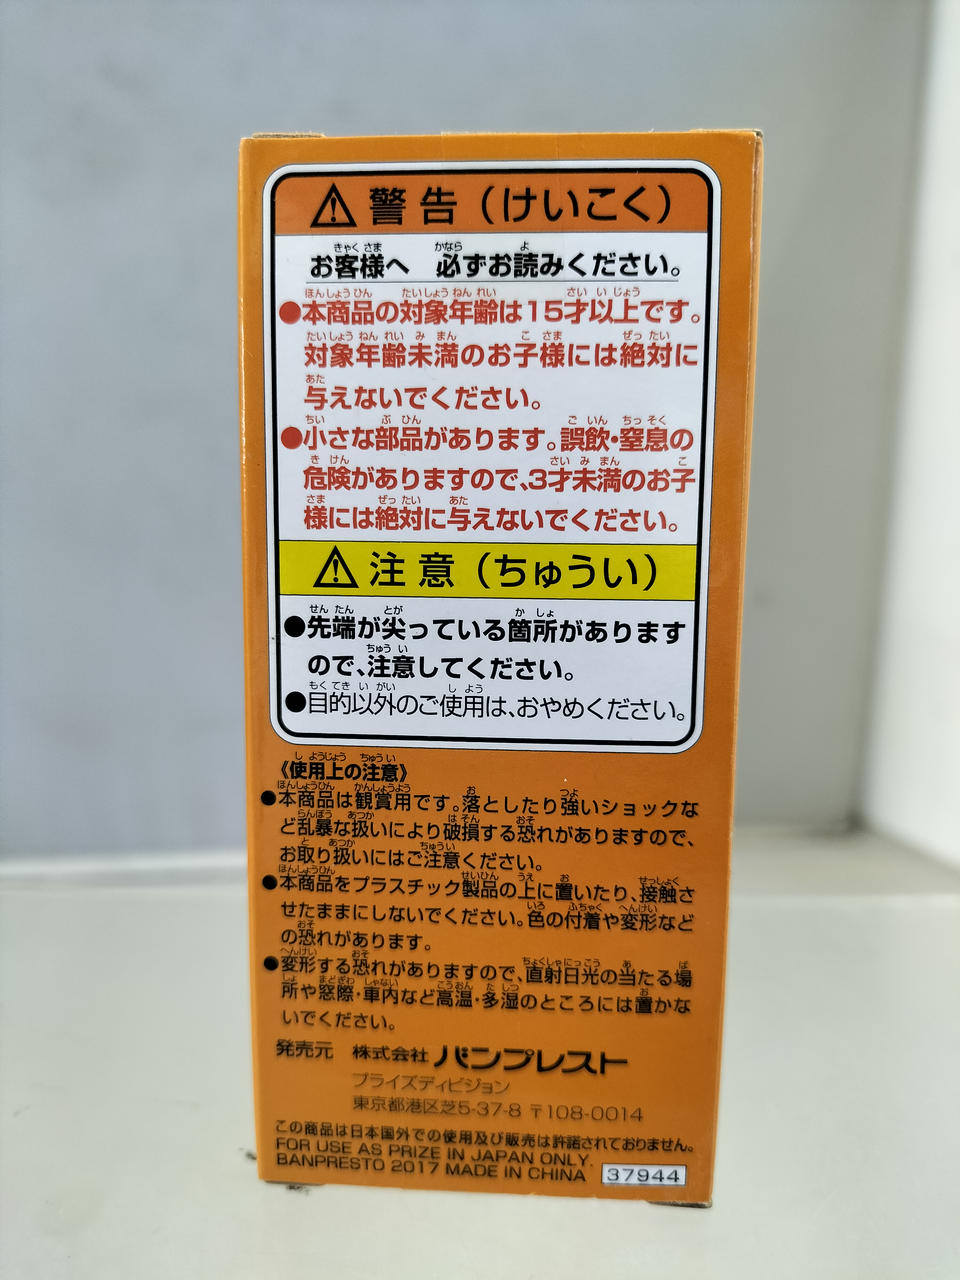 ⚠警告（けいこく）
お客様へ　必ずお読みください。
●本商品の対象年齢は15才以上です。
対象年齢未満のお子様には絶対に
与えないでください。
●小さな部品があります。誤飲・窒息の
危険がありますので、3才未満のお子
様には絶対に与えないでください。
⚠注意（ちゅうい）
●先端が尖っている箇所があります
ので、注意してください。
●目的以外のご使用は、おやめください。
《使用上の注意》
●本商品は観賞用です。落としたり強いショックな
ど乱暴な扱いにより破損する恐れがありますので、
お取り扱いにはご注意ください。
●本商品をプラスチック製品の上に置いたり、接触さ
せたままにしないでください。色の付着や変形など
の恐れがあります。
●変形する恐れがありますので、直射日光の当たる場
所や窓際・車内など高温・多湿のところには置かな
いでください。
発売元　株式会社 バンプレスト
プライズディビジョン
東京都港区芝5-37-8 〒108-0014
この商品は日本国外での使用及び販売は許諾されておりません。
FOR USE AS PRIZE IN JAPAN ONLY.
BANPRESTO 2017 MADE IN CHINA 37944